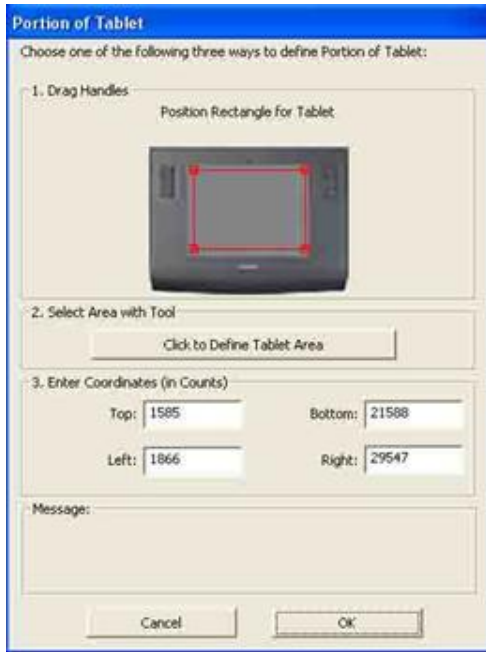 Portion of Tablet
Choose one of the following three ways to define Portion of Tablet:
1. Drag Handles
Position Rectangle for Tablet
2. Select Area with Tool
Click to Define Tablet Area
3. Enter Coordinates (in Counts)
Top: 1585 Bottom: 21588
Left: 1866 Right: 29547
Message:
Cancel OK